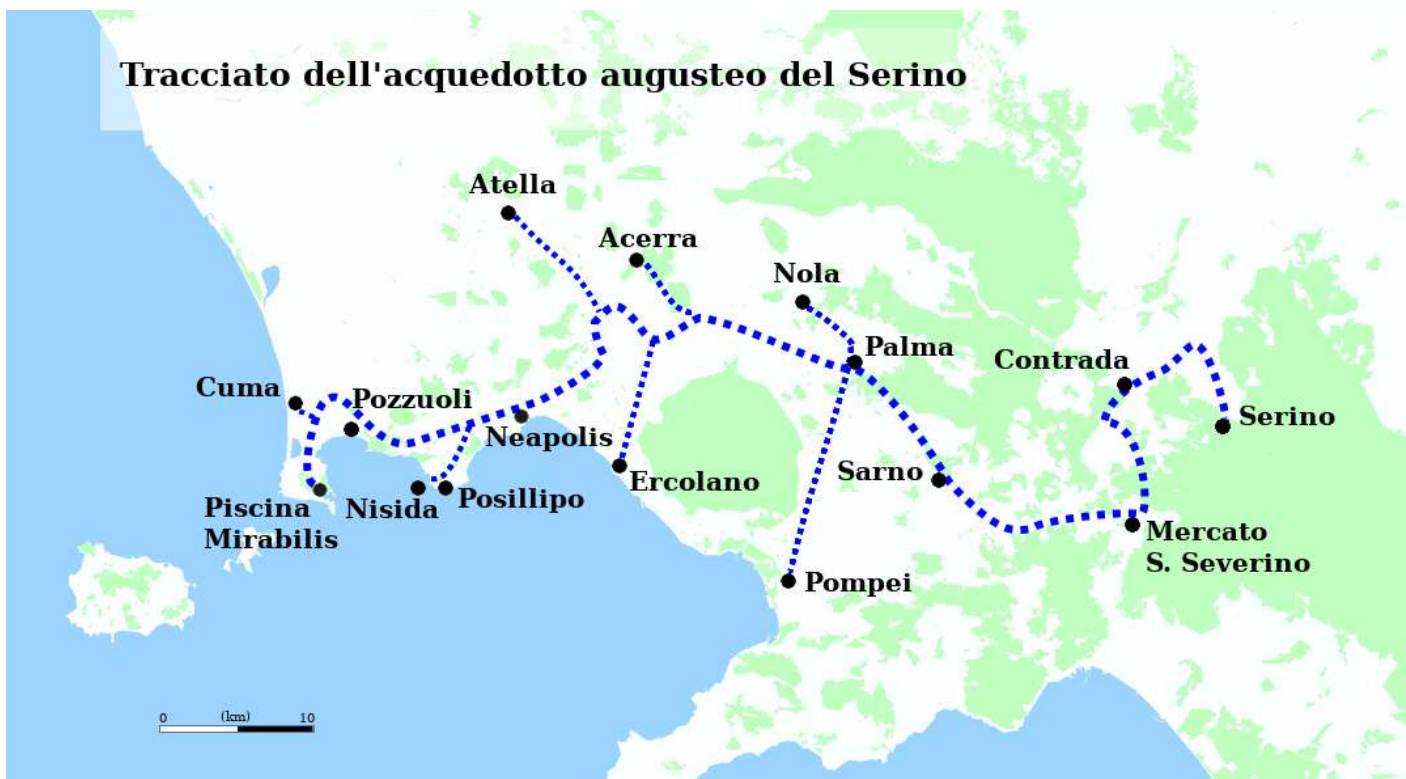 Tracciato dell'acquedotto augusteo del Serino
Atella
Acerra
Nola
Palma
Contrada
Cuma
Pozzuoli
Serino
Neapolis
Sarno
Ercolano
Posillipo
Nisida
Piscina
Mirabilis
Mercato
S. Severino
Pompei
0 (km) 10